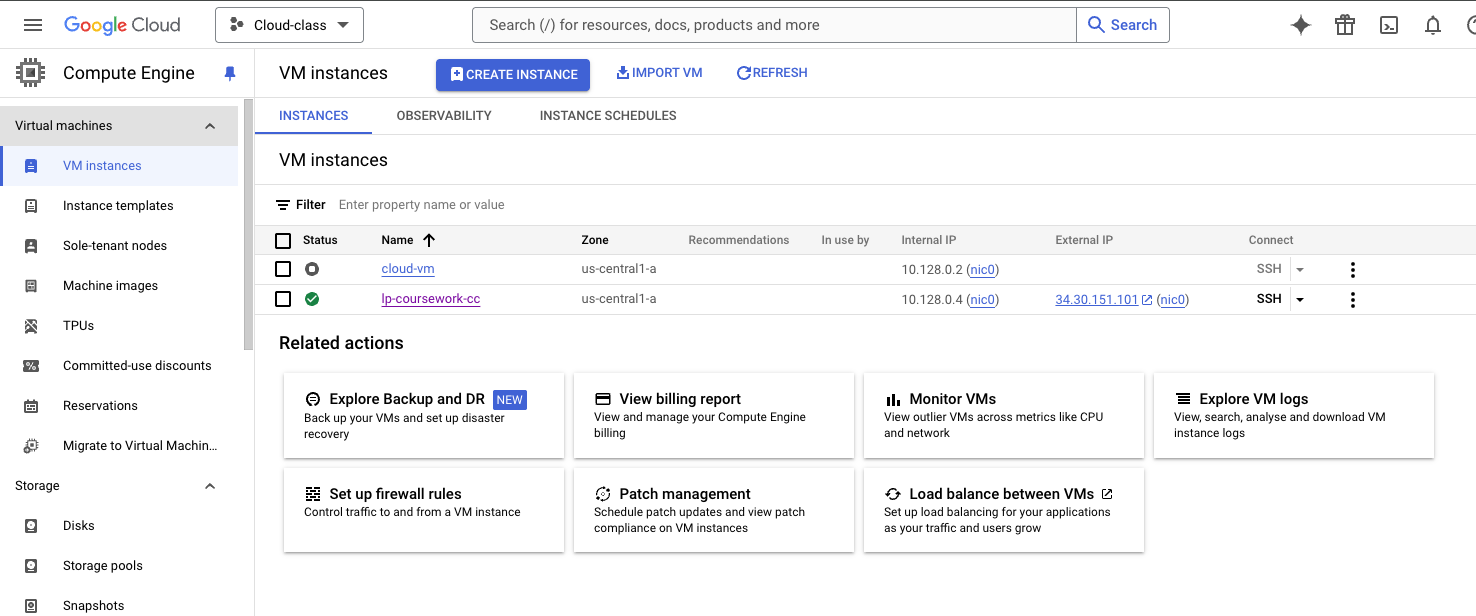 Google Cloud
Cloud-class
Search (/) for resources, docs, products and more
Search
Compute Engine
VM instances
CREATE INSTANCE
IMPORT VM
REFRESH
Virtual machines
VM instances
Instance templates
Sole-tenant nodes
Machine images
TPUs
Committed-use discounts
Reservations
Migrate to Virtual Machin...
Storage
Disks
Storage pools
Snapshots
INSTANCES
OBSERVABILITY
INSTANCE SCHEDULES
VM instances
Filter Enter property name or value
Status Name Zone Recommendations In use by Internal IP External IP Connect
cloud-vm us-central1-a 10.128.0.2 (nic0) SSH
lp-coursework-cc us-central1-a 10.128.0.4 (nic0) 34.30.151.101 (nic0) SSH
Related actions
Explore Backup and DR NEW
Back up your VMs and set up disaster
recovery
View billing report
View and manage your Compute Engine
billing
Monitor VMs
View outlier VMs across metrics like CPU
and network
Explore VM logs
View, search, analyse and download VM
instance logs
Set up firewall rules
Control traffic to and from a VM instance
Patch management
Schedule patch updates and view patch
compliance on VM instances
Load balance between VMs
Set up load balancing for your applications
as your traffic and users grow